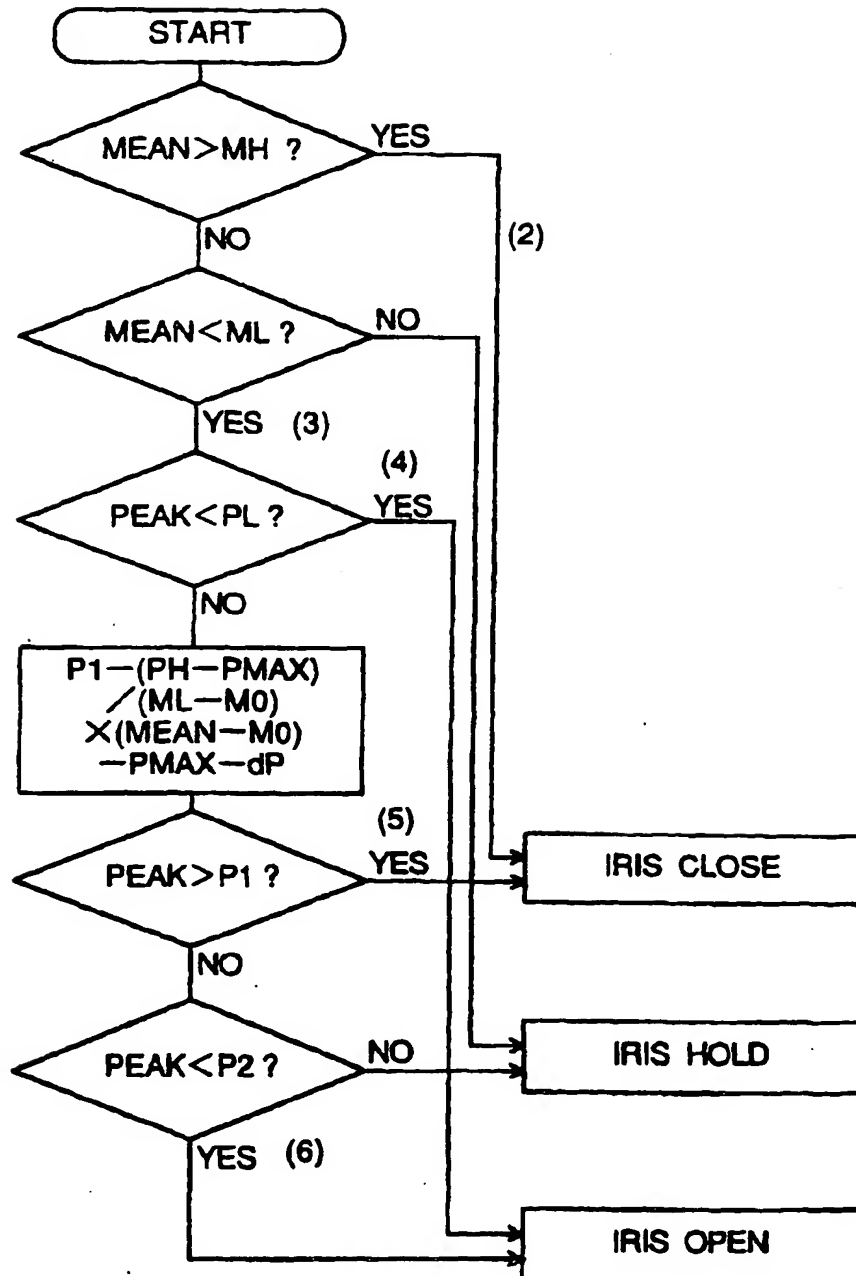 START
MEAN>MH ?
YES
(2)
NO
MEAN<ML ?
NO
YES (3)
(4)
PEAK<PL ?
YES
NO
P1—(PH—PMAX)
/(ML—M0)
×(MEAN—M0)
—PMAX—dP
(5)
PEAK>P1 ?
YES
IRIS CLOSE
NO
PEAK<P2 ?
NO
IRIS HOLD
YES (6)
IRIS OPEN